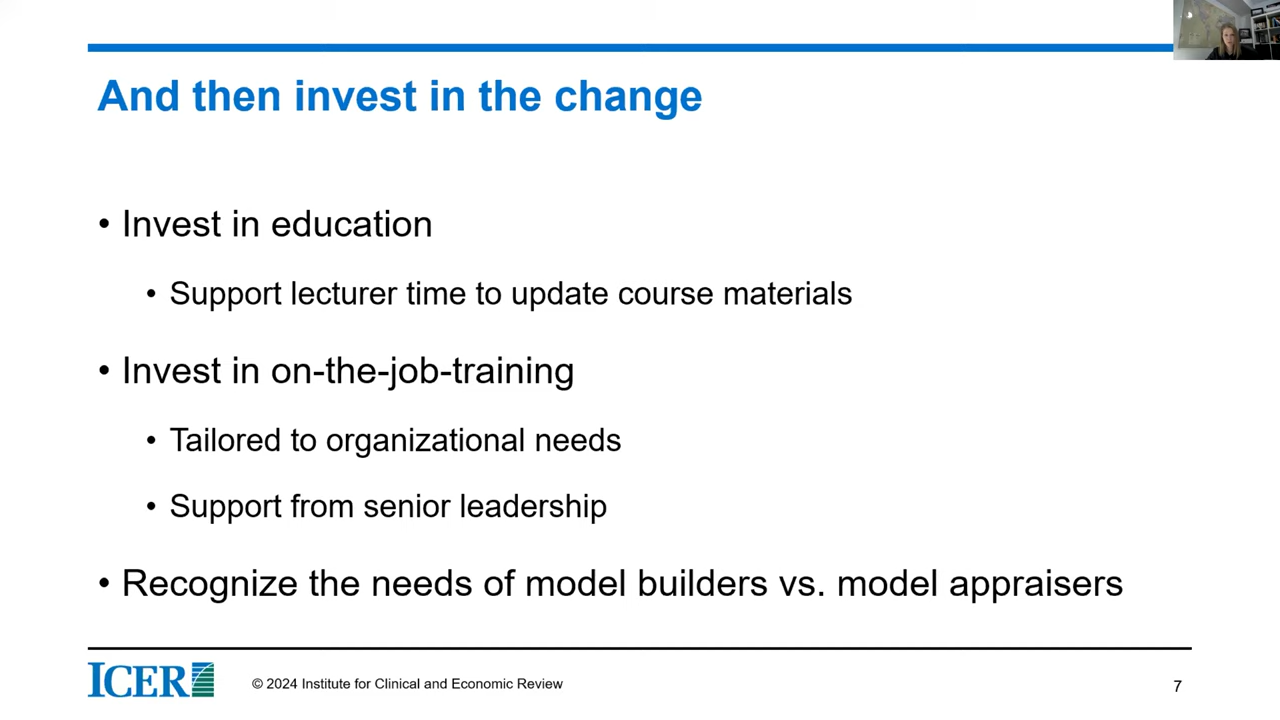 And then invest in the change
• Invest in education
• Support lecturer time to update course materials
• Invest in on-the-job-training
• Tailored to organizational needs
• Support from senior leadership
• Recognize the needs of model builders vs. model appraisers
ICER
© 2024 Institute for Clinical and Economic Review
7